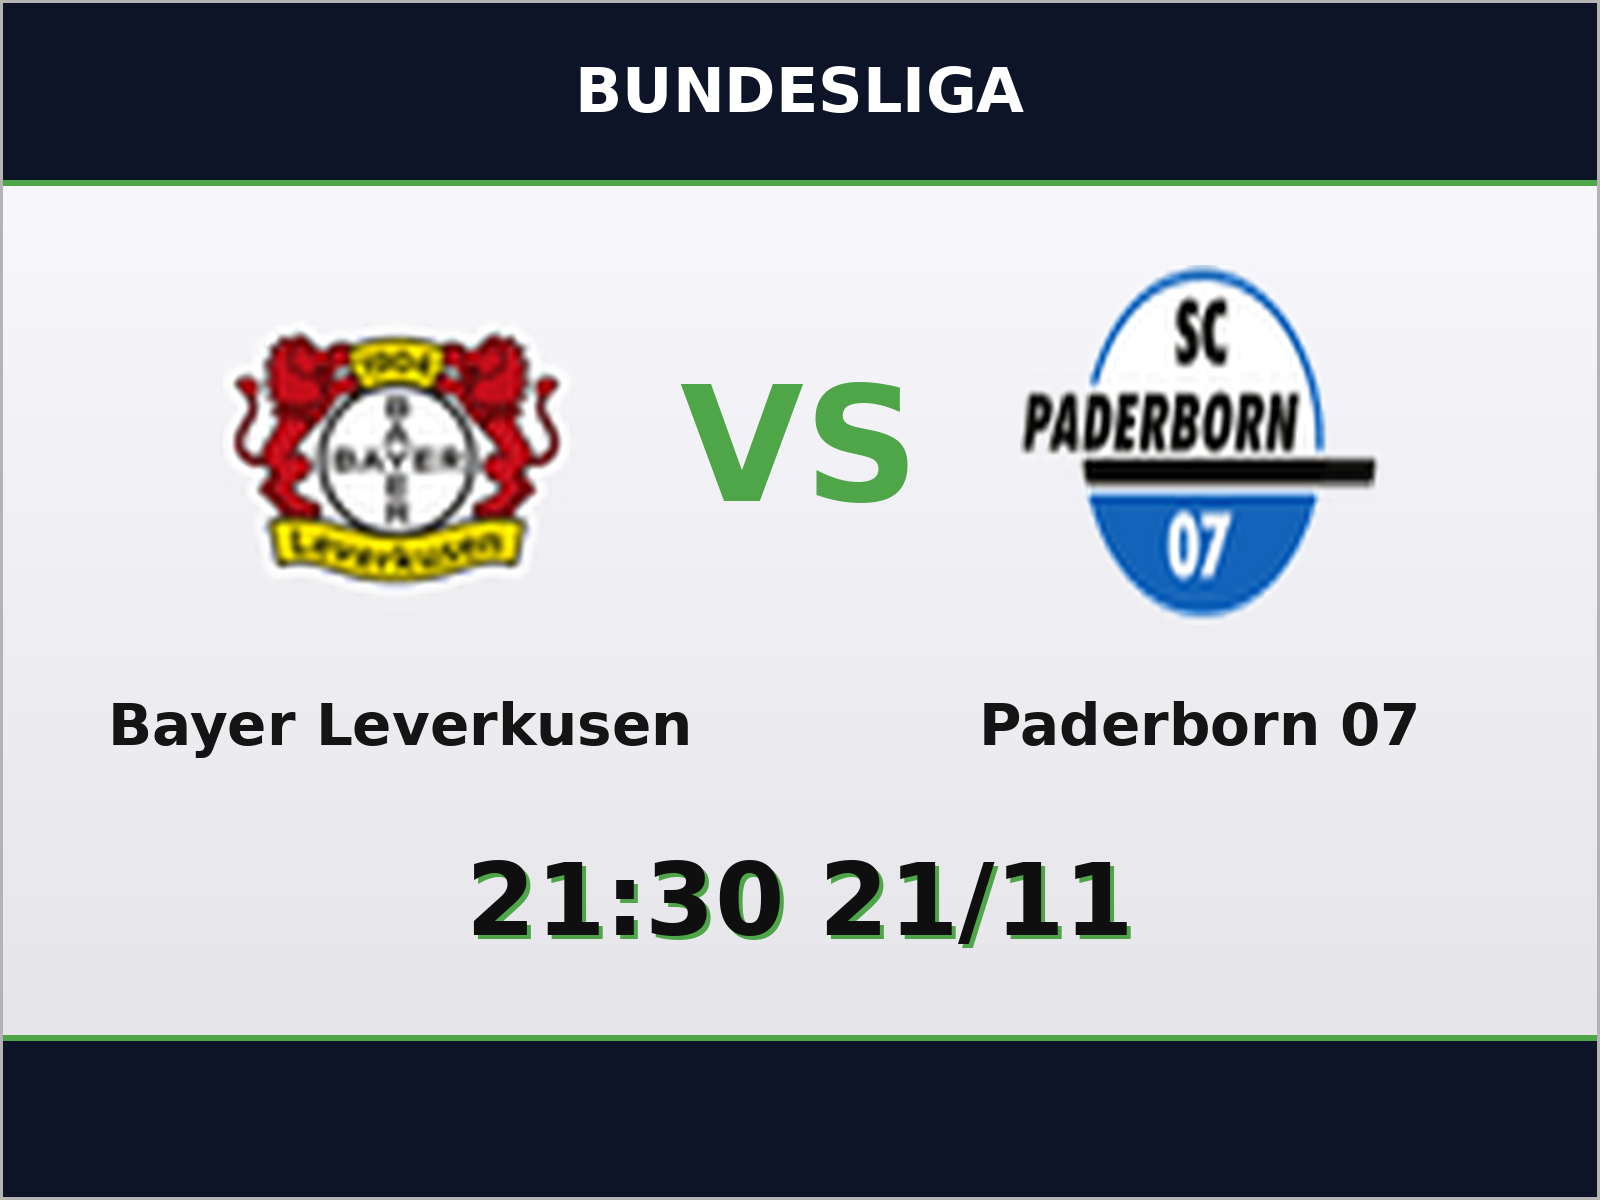 BUNDESLIGA
1904
BAYER
BAYER
Leverkusen
VS
SC
PADERBORN
07
Bayer Leverkusen
Paderborn 07
21:30 21/11